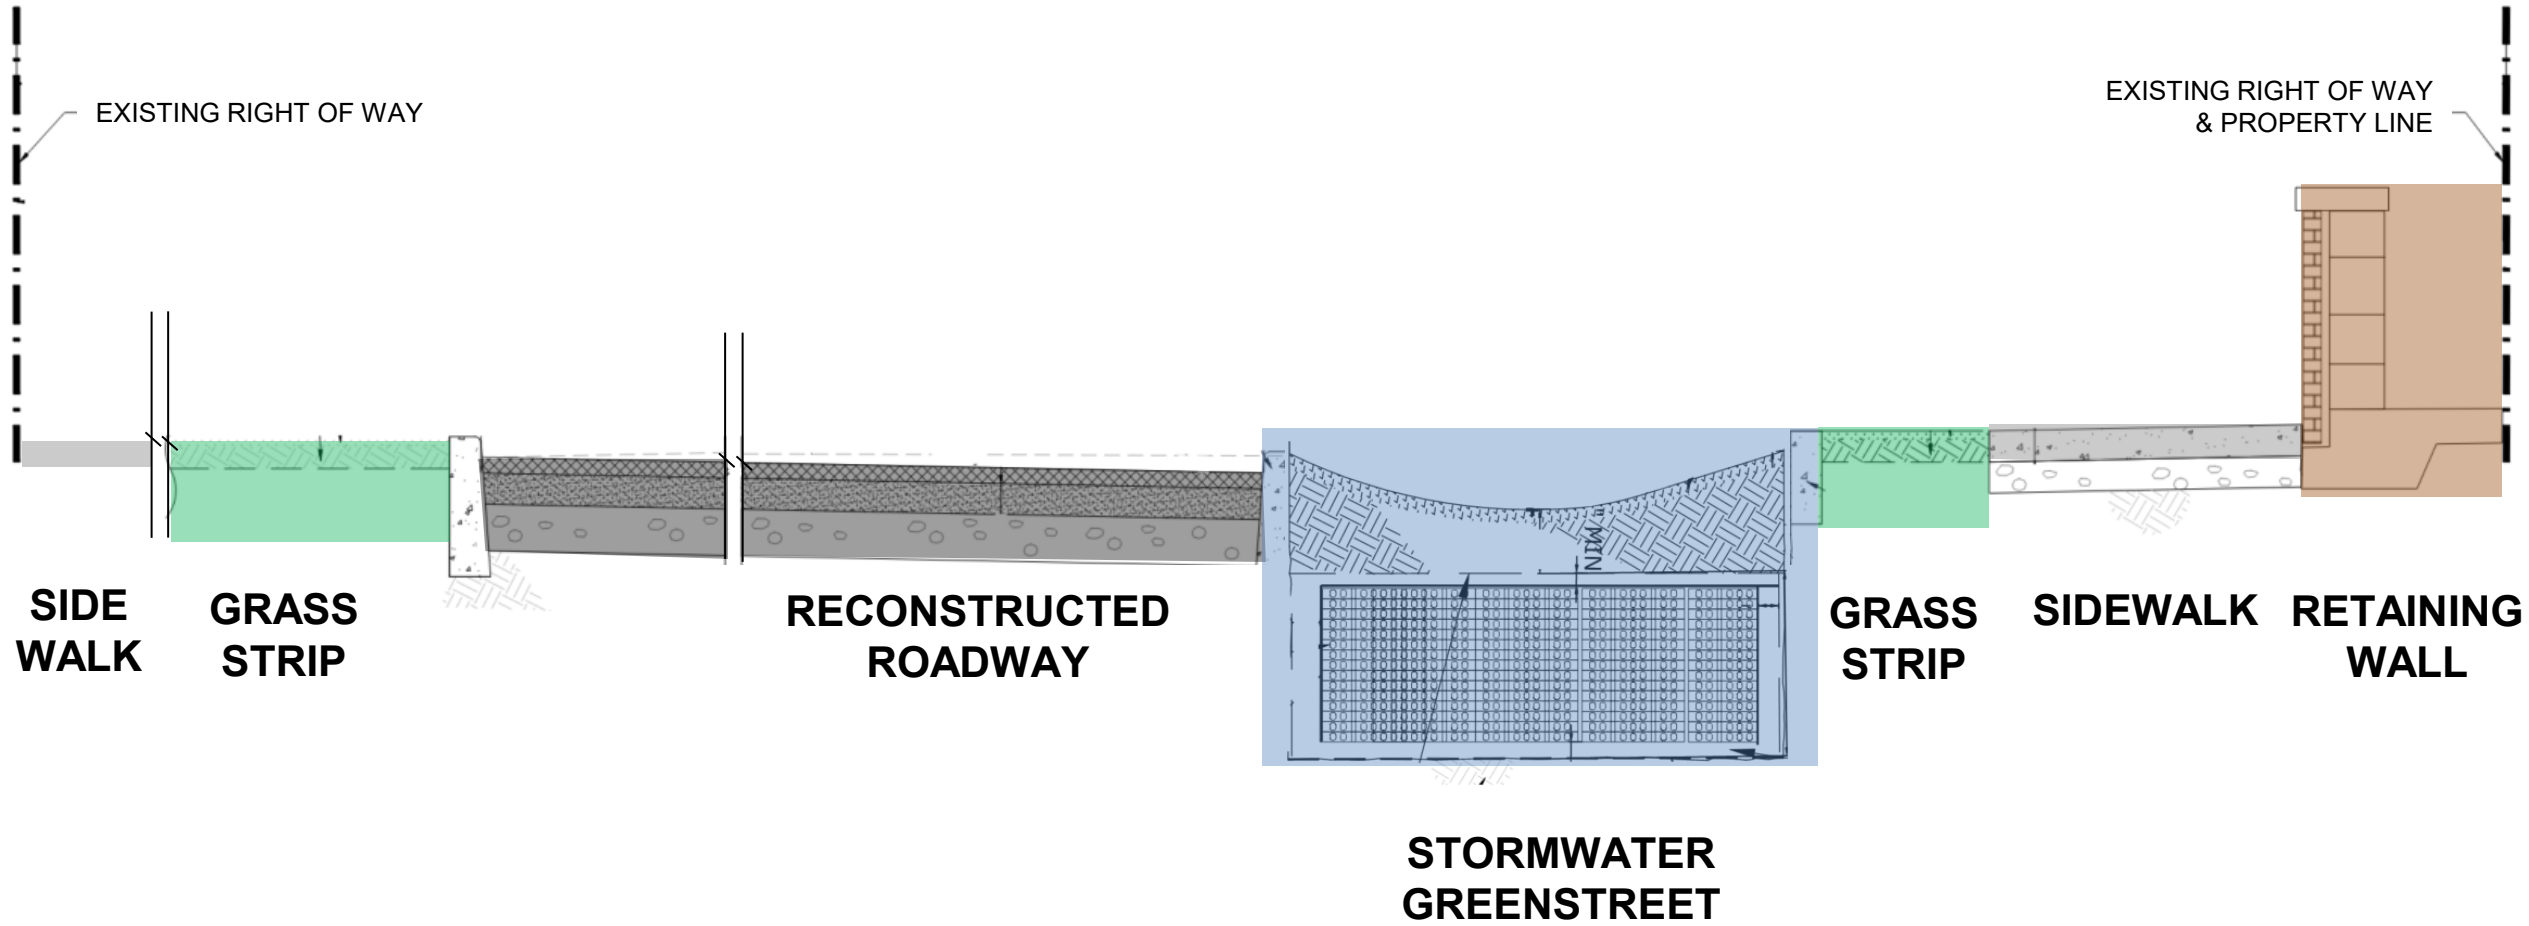 EXISTING RIGHT OF WAY
EXISTING RIGHT OF WAY
& PROPERTY LINE
" MIN
SIDE
WALK
GRASS
STRIP
RECONSTRUCTED
ROADWAY
GRASS
STRIP
SIDEWALK
RETAINING
WALL
STORMWATER
GREENSTREET